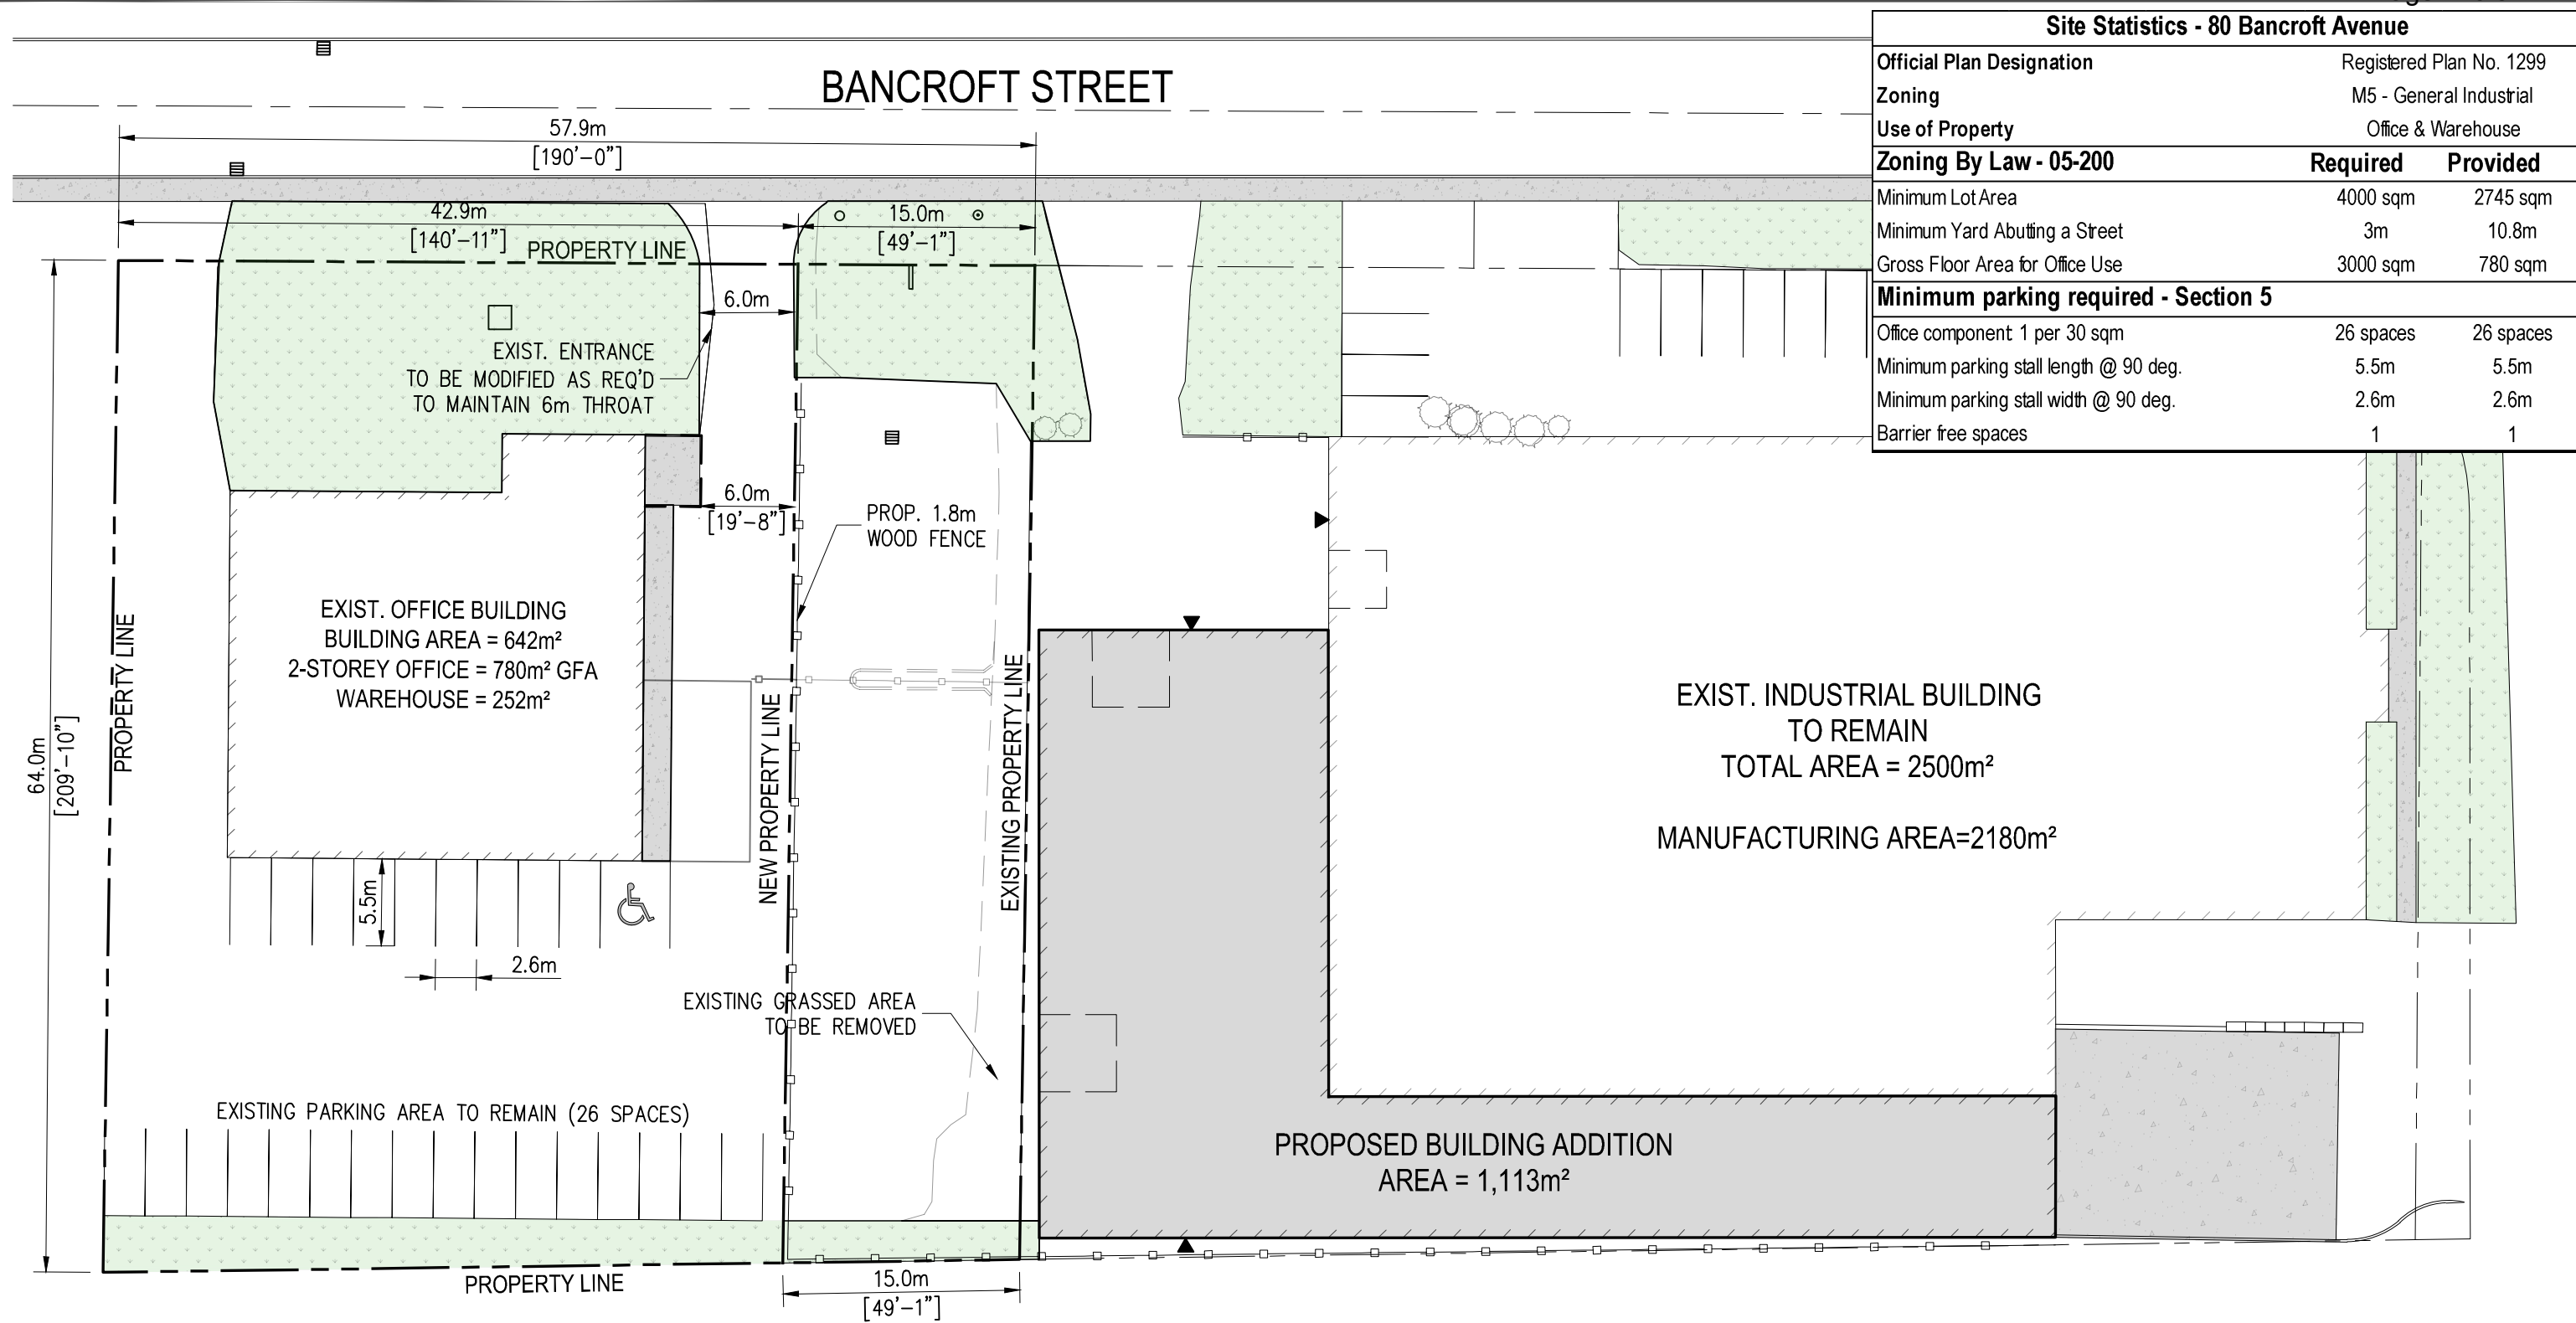 BANCROFT STREET
57.9m
[190'-0"]
42.9m
[140'-11"]
15.0m
[49'-1"]
PROPERTY LINE
6.0m
EXIST. ENTRANCE
TO BE MODIFIED AS REQ'D
TO MAINTAIN 6m THROAT
6.0m
[19'-8"]
PROP. 1.8m
WOOD FENCE
EXIST. OFFICE BUILDING
BUILDING AREA = 642m²
2-STOREY OFFICE = 780m² GFA
WAREHOUSE = 252m²
PROPERTY LINE
64.0m
[209'-10"]
NEW PROPERTY LINE
EXISTING PROPERTY LINE
5.5m
2.6m
EXISTING GRASSED AREA
TO BE REMOVED
EXISTING PARKING AREA TO REMAIN (26 SPACES)
PROPERTY LINE
15.0m
[49'-1"]
EXIST. INDUSTRIAL BUILDING
TO REMAIN
TOTAL AREA = 2500m²
MANUFACTURING AREA=2180m²
PROPOSED BUILDING ADDITION
AREA = 1,113m²
Site Statistics - 80 Bancroft Avenue
Official Plan Designation Registered Plan No. 1299
Zoning M5 - General Industrial
Use of Property Office & Warehouse
Zoning By Law - 05-200 Required Provided
Minimum Lot Area 4000 sqm 2745 sqm
Minimum Yard Abutting a Street 3m 10.8m
Gross Floor Area for Office Use 3000 sqm 780 sqm
Minimum parking required - Section 5
Office component: 1 per 30 sqm 26 spaces 26 spaces
Minimum parking stall length @ 90 deg. 5.5m 5.5m
Minimum parking stall width @ 90 deg. 2.6m 2.6m
Barrier free spaces 1 1